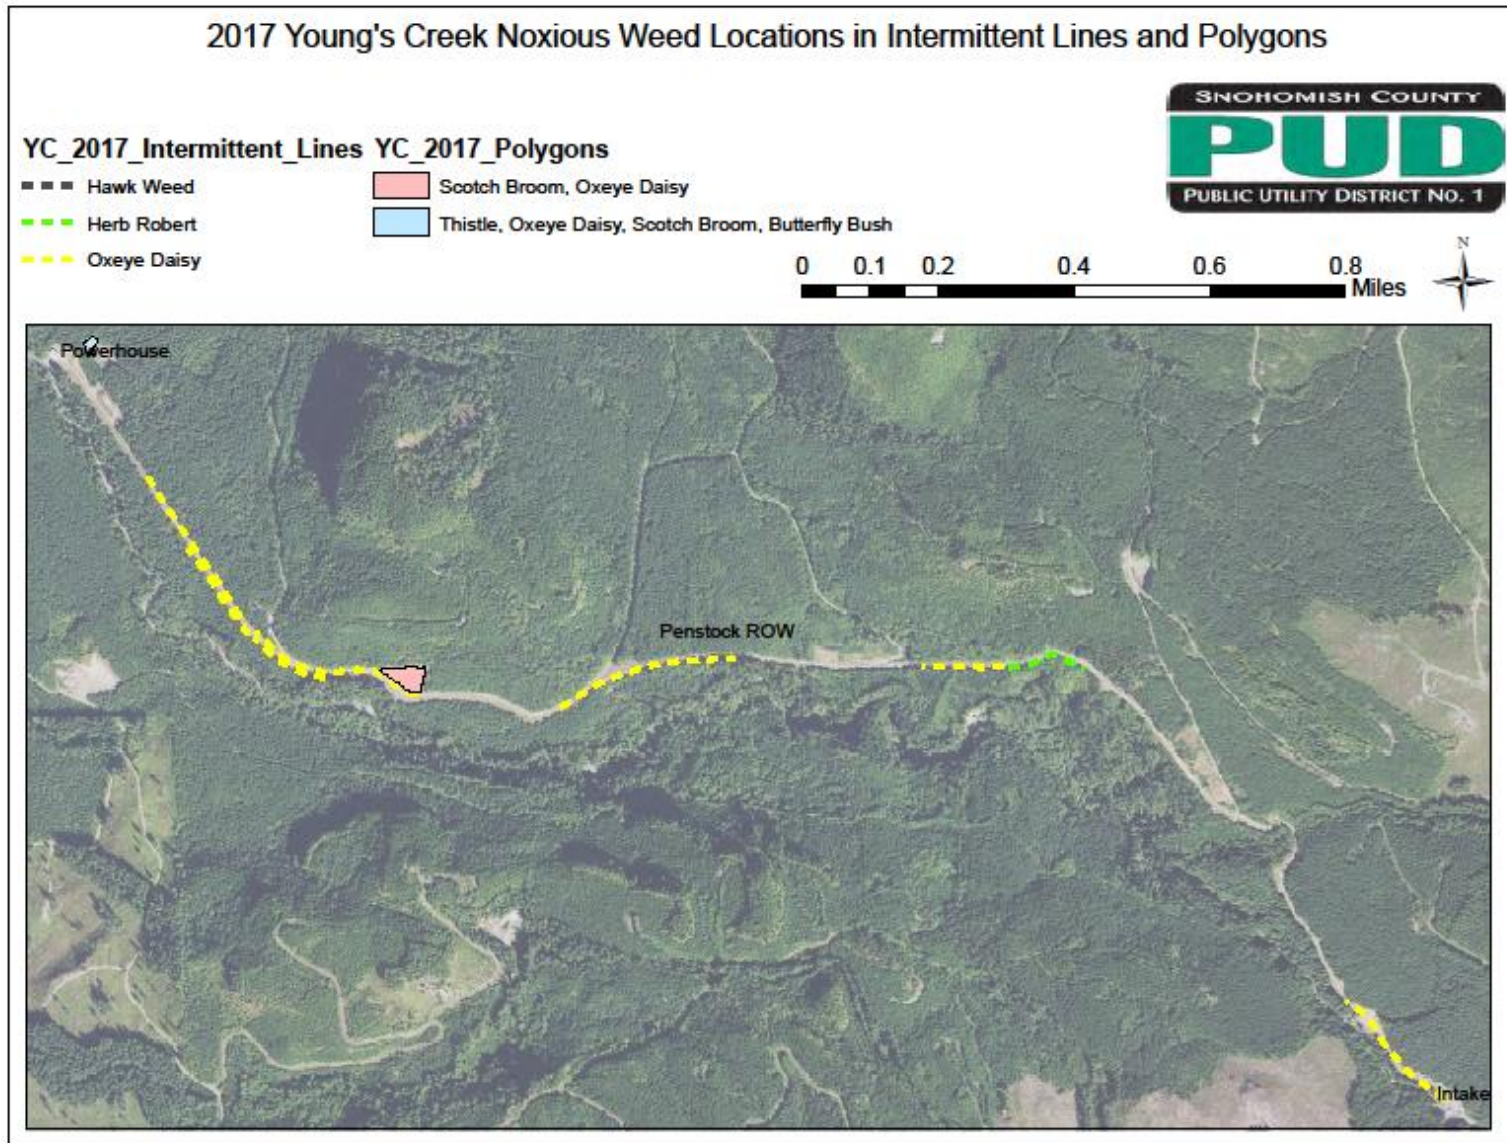 2017 Young's Creek Noxious Weed Locations in Intermittent Lines and Polygons
SNOHOMISH COUNTY
PUD
PUBLIC UTILITY DISTRICT NO. 1
YC_2017_Intermittent_Lines YC_2017_Polygons
Hawk Weed
Herb Robert
Oxeye Daisy
Scotch Broom, Oxeye Daisy
Thistle, Oxeye Daisy, Scotch Broom, Butterfly Bush
0 0.1 0.2 0.4 0.6 0.8
Miles
N
Powerhouse
Penstock ROW
Intake